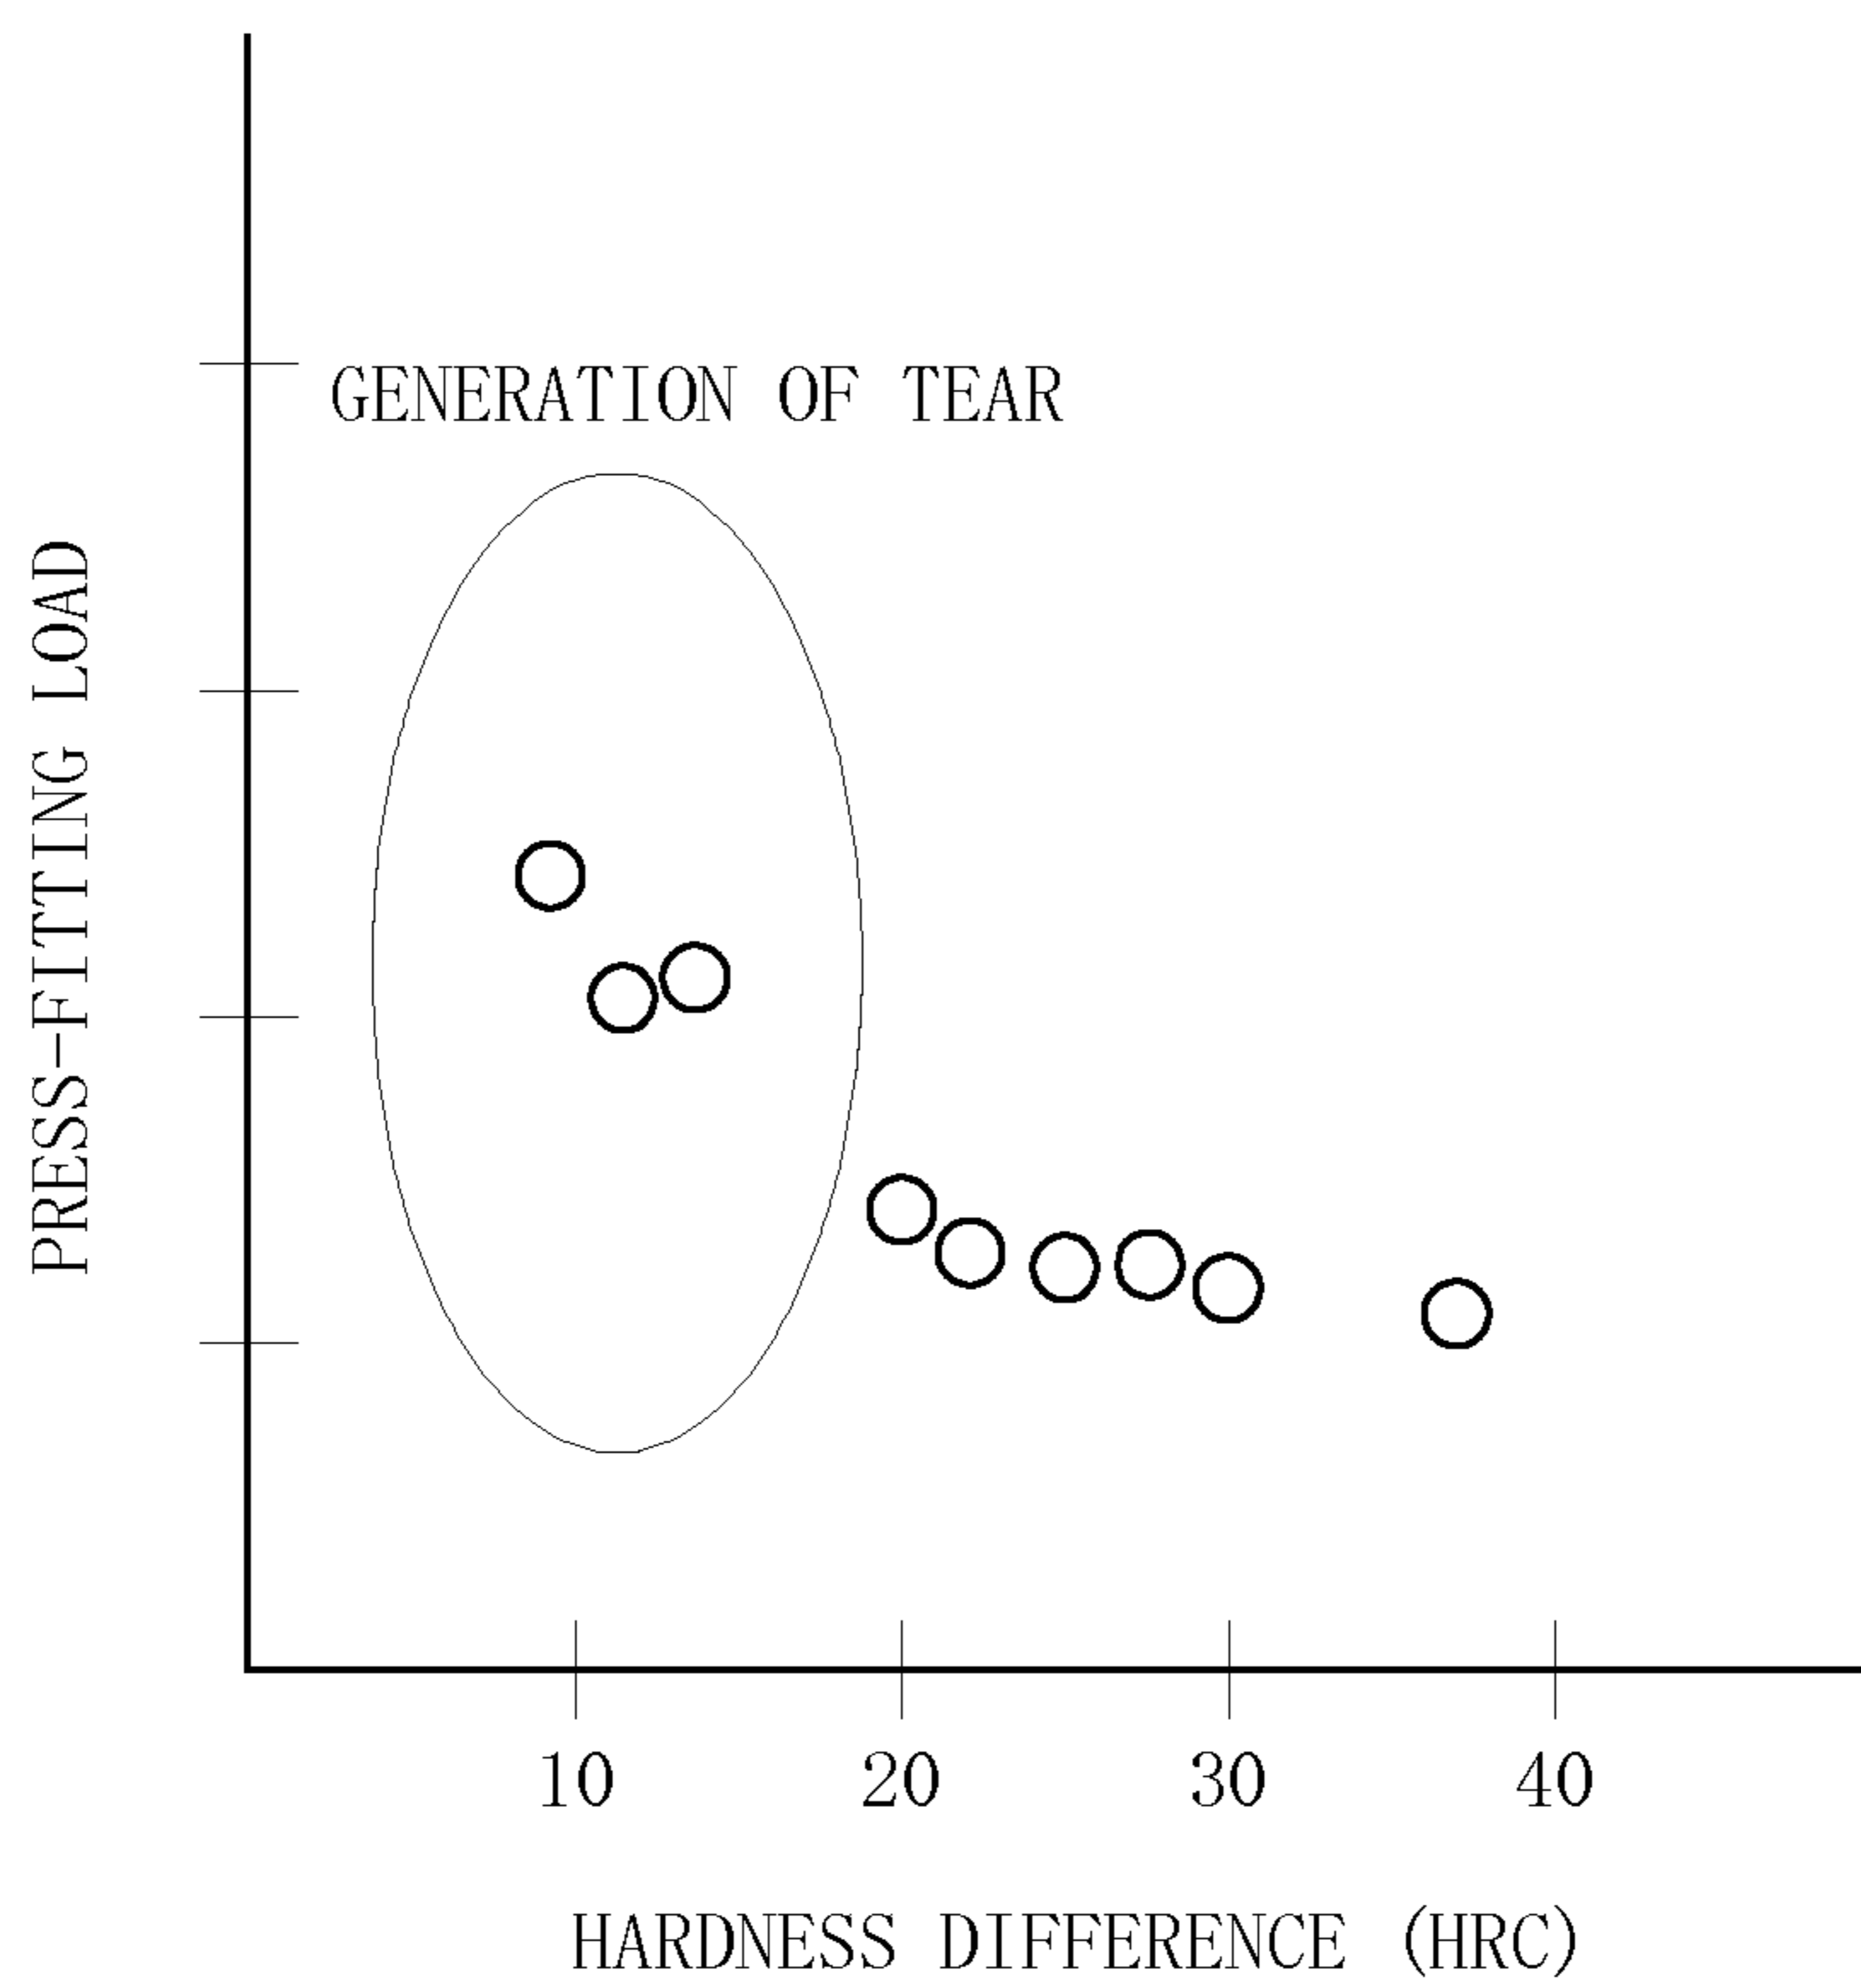 GENERATION OF TEAR
PRESS-FITTING LOAD
10 20 30 40
HARDNESS DIFFERENCE (HRC)